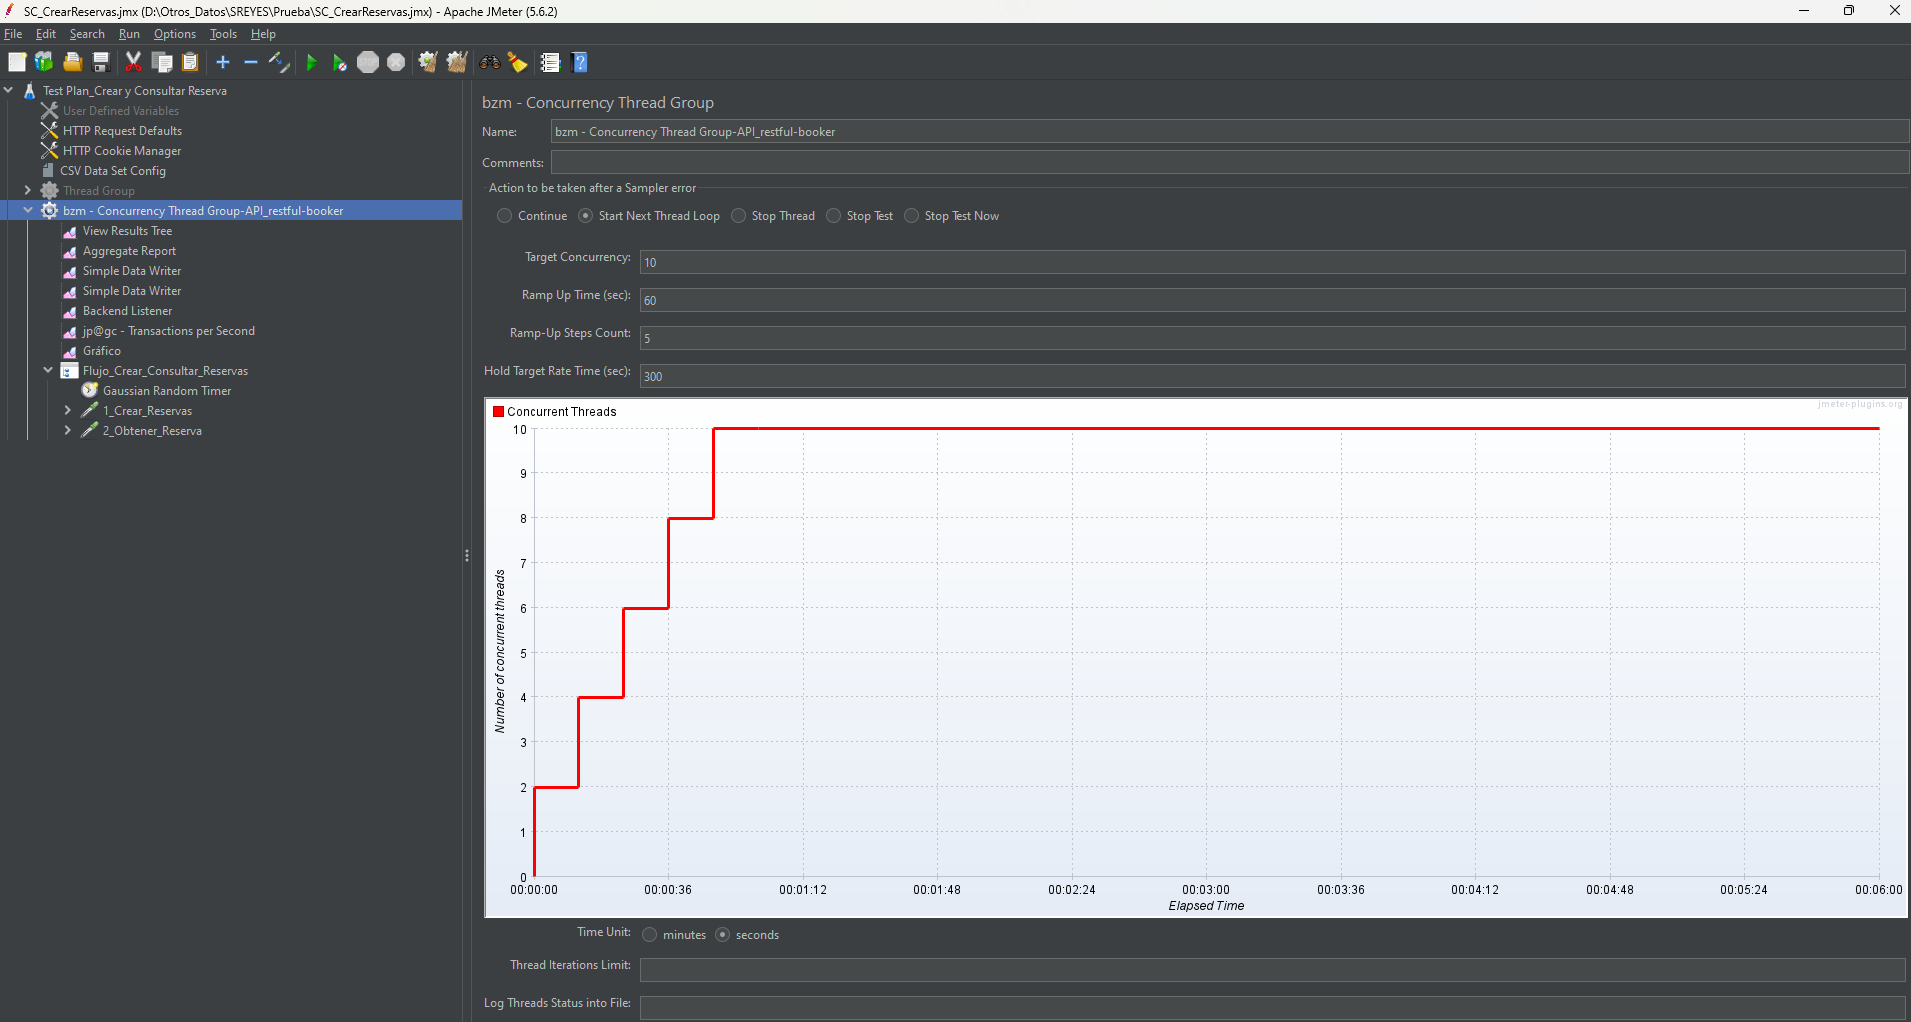 SC_CrearReservas.jmx (D:\Otros_Datos\SREYES\Prueba\SC_CrearReservas.jmx) - Apache JMeter (5.6.2)
File Edit Search Run Options Tools Help
STOP
Test Plan_Crear y Consultar Reserva
User Defined Variables
HTTP Request Defaults
HTTP Cookie Manager
CSV Data Set Config
Thread Group
bzm - Concurrency Thread Group-API_restful-booker
View Results Tree
Aggregate Report
Simple Data Writer
Simple Data Writer
Backend Listener
jp@gc - Transactions per Second
Gráfico
Flujo_Crear_Consultar_Reservas
Gaussian Random Timer
1_Crear_Reservas
2_Obtener_Reserva
bzm - Concurrency Thread Group
Name: bzm - Concurrency Thread Group-API_restful-booker
Comments:
Action to be taken after a Sampler error
Continue Start Next Thread Loop Stop Thread Stop Test Stop Test Now
Target Concurrency: 10
Ramp Up Time (sec): 60
Ramp-Up Steps Count: 5
Hold Target Rate Time (sec): 300
Concurrent Threads
jmeter-plugins.org
10
9
8
7
6
5
4
3
2
1
0
Number of concurrent threads
00:00:00 00:00:36 00:01:12 00:01:48 00:02:24 00:03:00 00:03:36 00:04:12 00:04:48 00:05:24 00:06:00
Elapsed Time
Time Unit: minutes seconds
Thread Iterations Limit:
Log Threads Status into File: